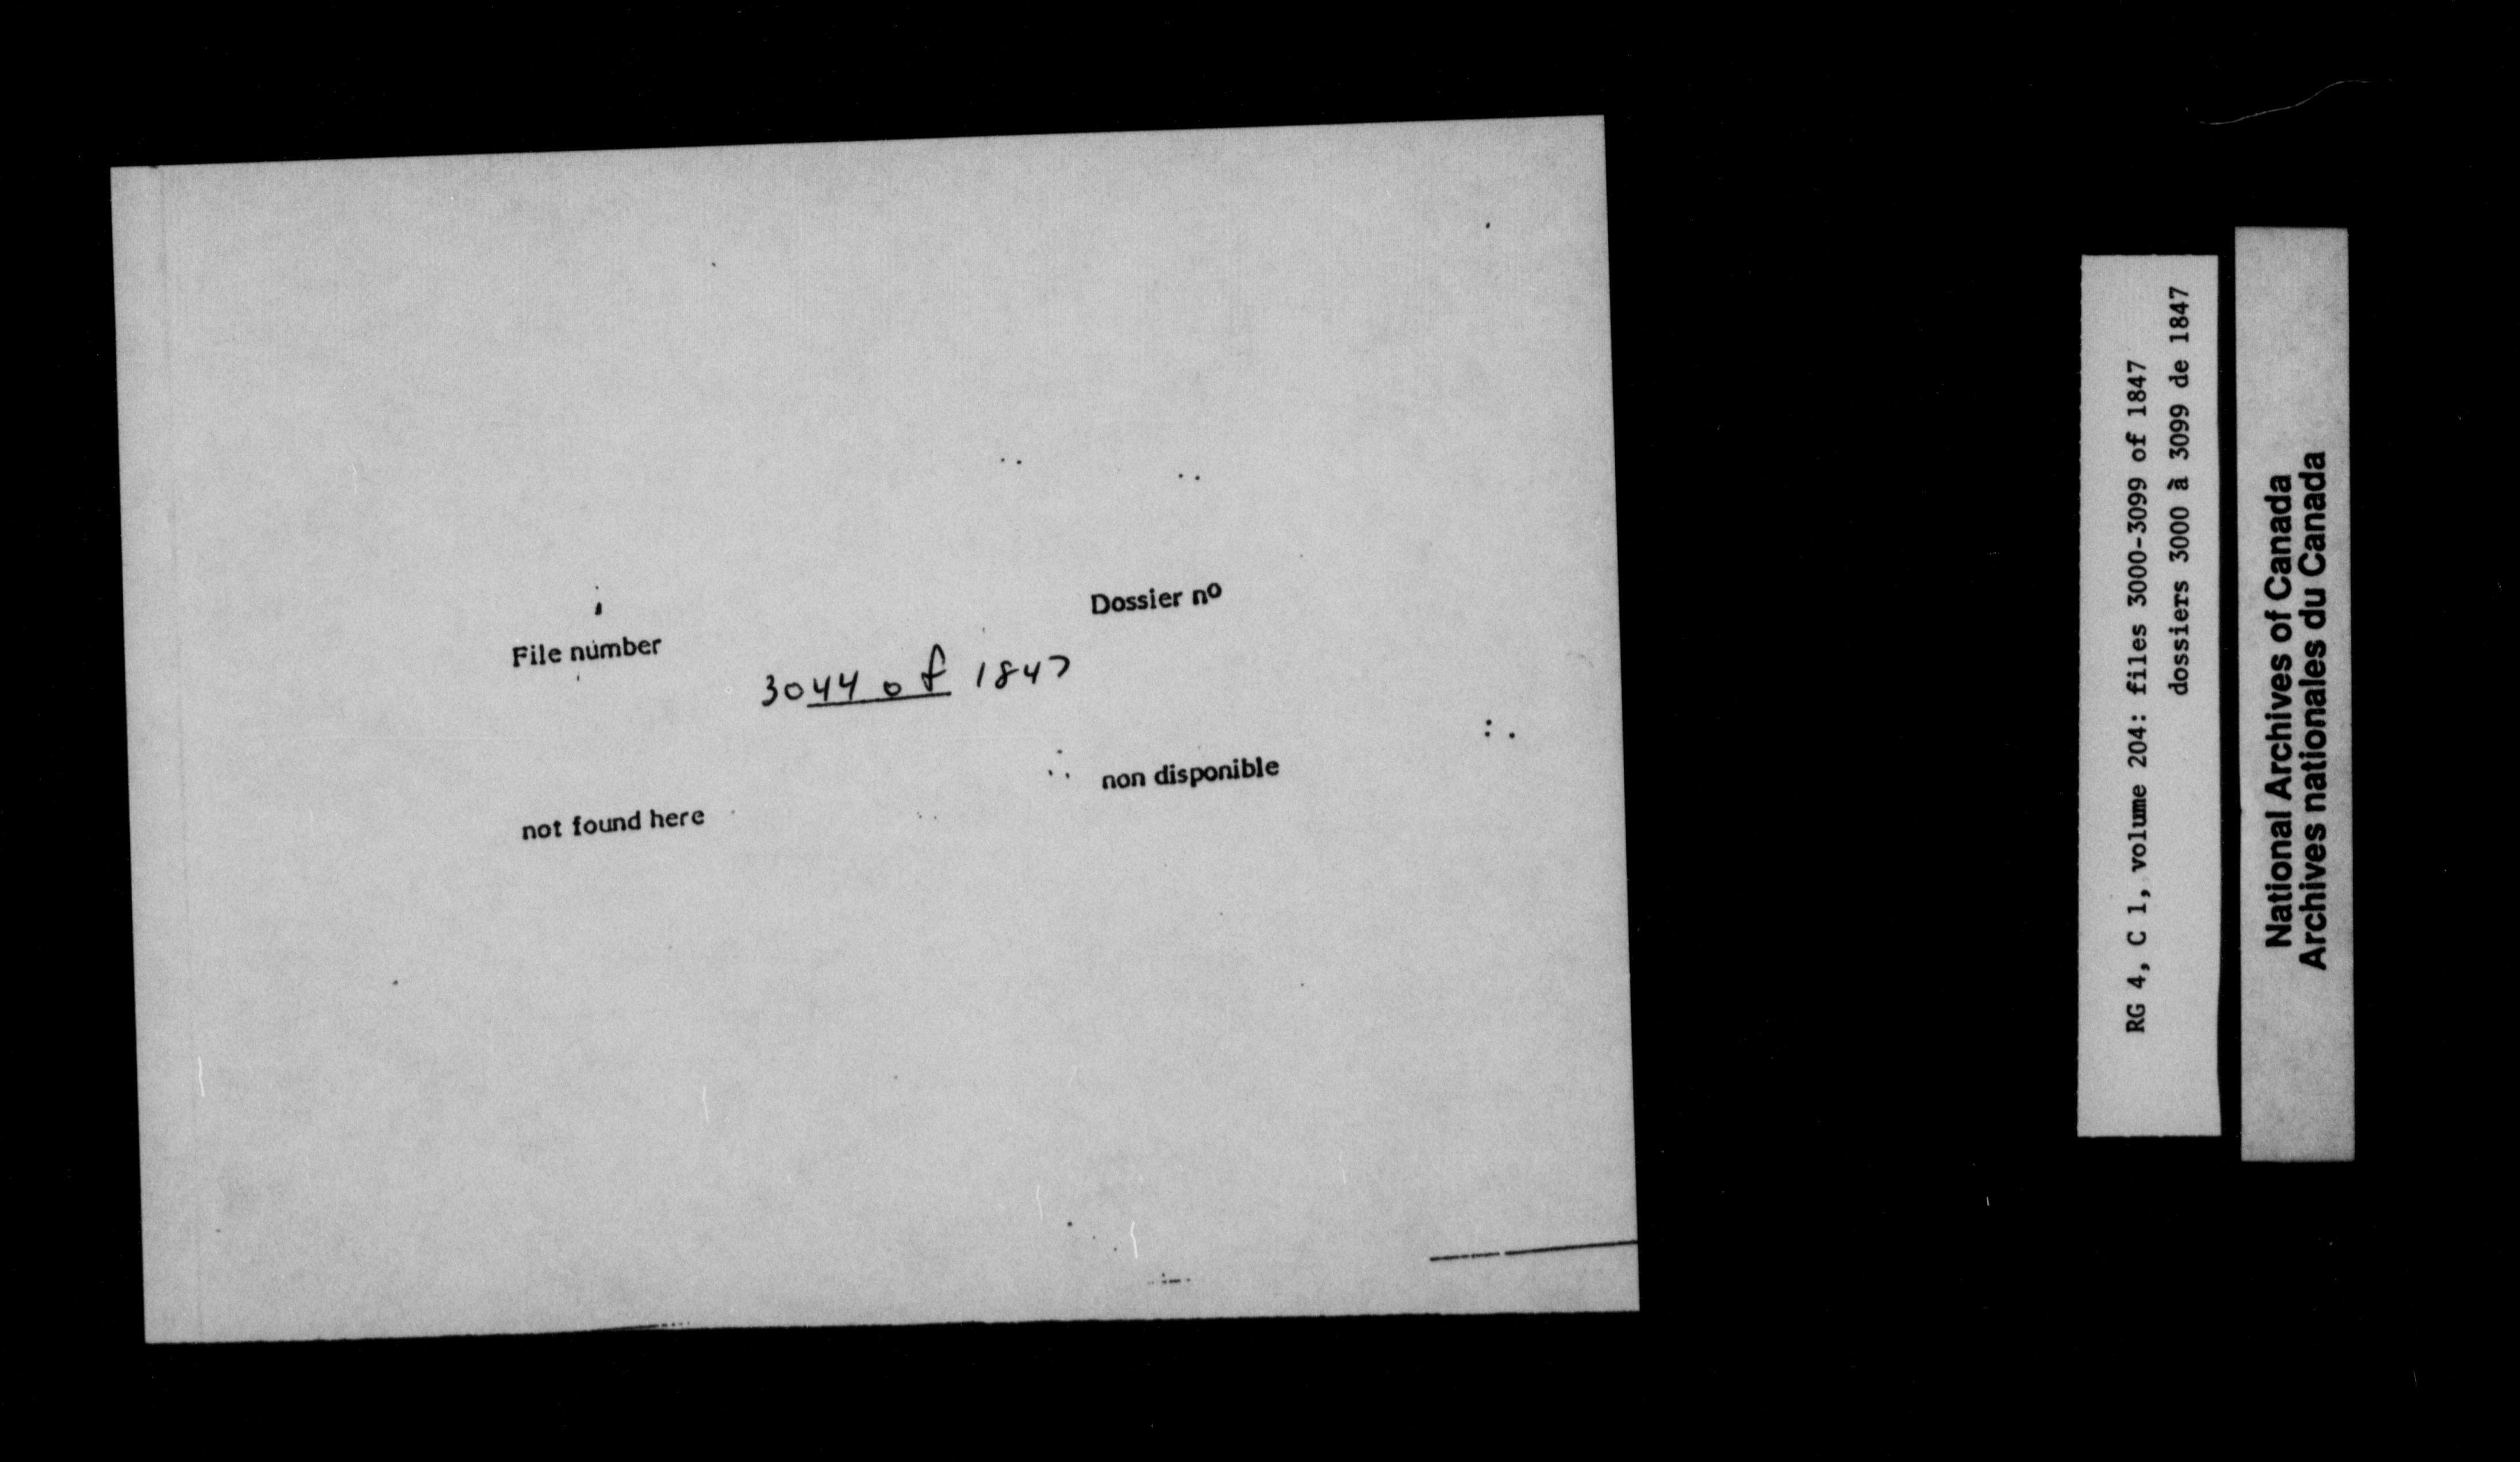 File number
Dossier nº
3044 of 1847
not found here
non disponible
RG 4, C 1, volume 204: files 3000-3099 of 1847
dossiers 3000 à 3099 de 1847
National Archives of Canada
Archives nationales du Canada